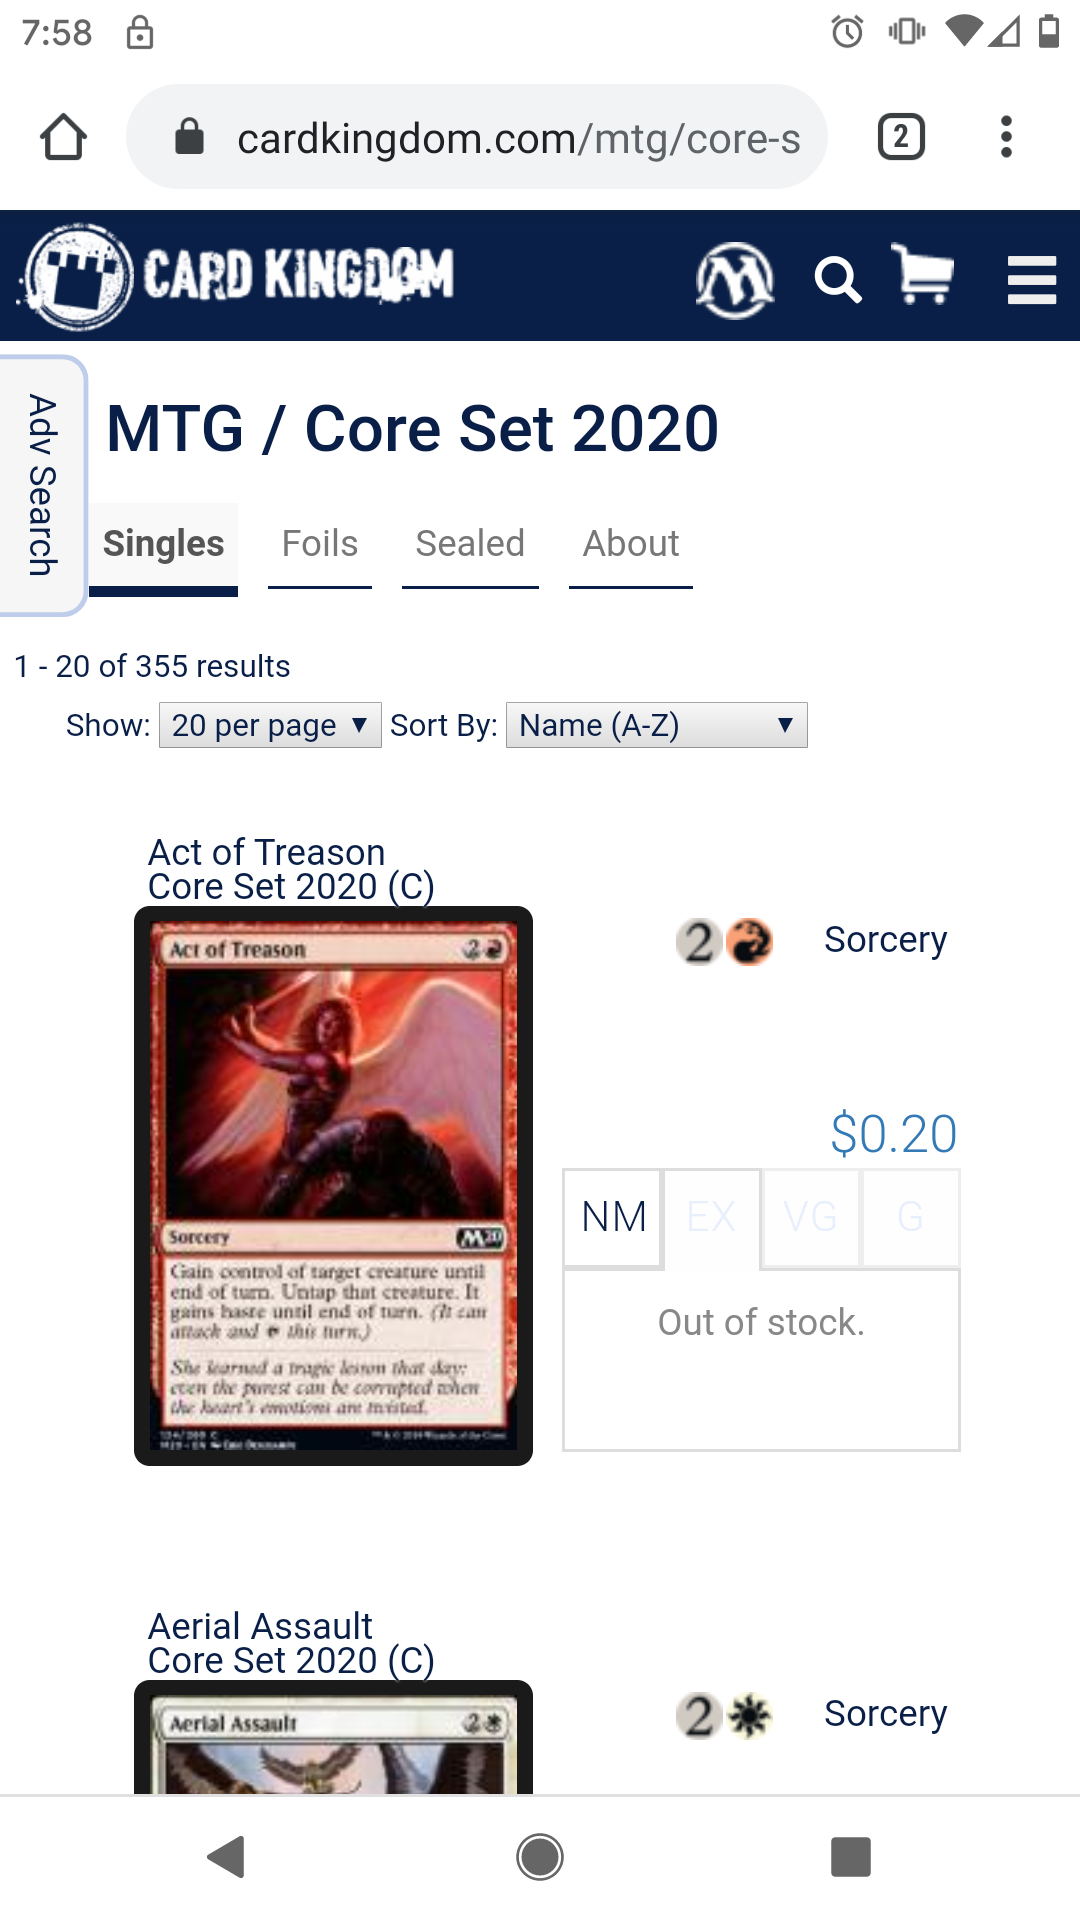 7:58
cardkingdom.com/mtg/core-s
2
CARD KINGDOM
Adv Search
MTG / Core Set 2020
Singles Foils Sealed About
1 - 20 of 355 results
Show: 20 per page Sort By: Name (A-Z)
Act of Treason
Core Set 2020 (C)
Act of Treason 2
2 Sorcery
$0.20
NM EX VG G
Out of stock.
Sorcery M20
Gain control of target creature until
end of turn. Untap that creature. It
gains haste until end of turn. (It can
attack and this turn.)
She learned a tragic lesson that day:
even the purest can be corrupted when
the heart's emotions are twisted.
Aerial Assault
Core Set 2020 (C)
Aerial Assault 2
2 Sorcery